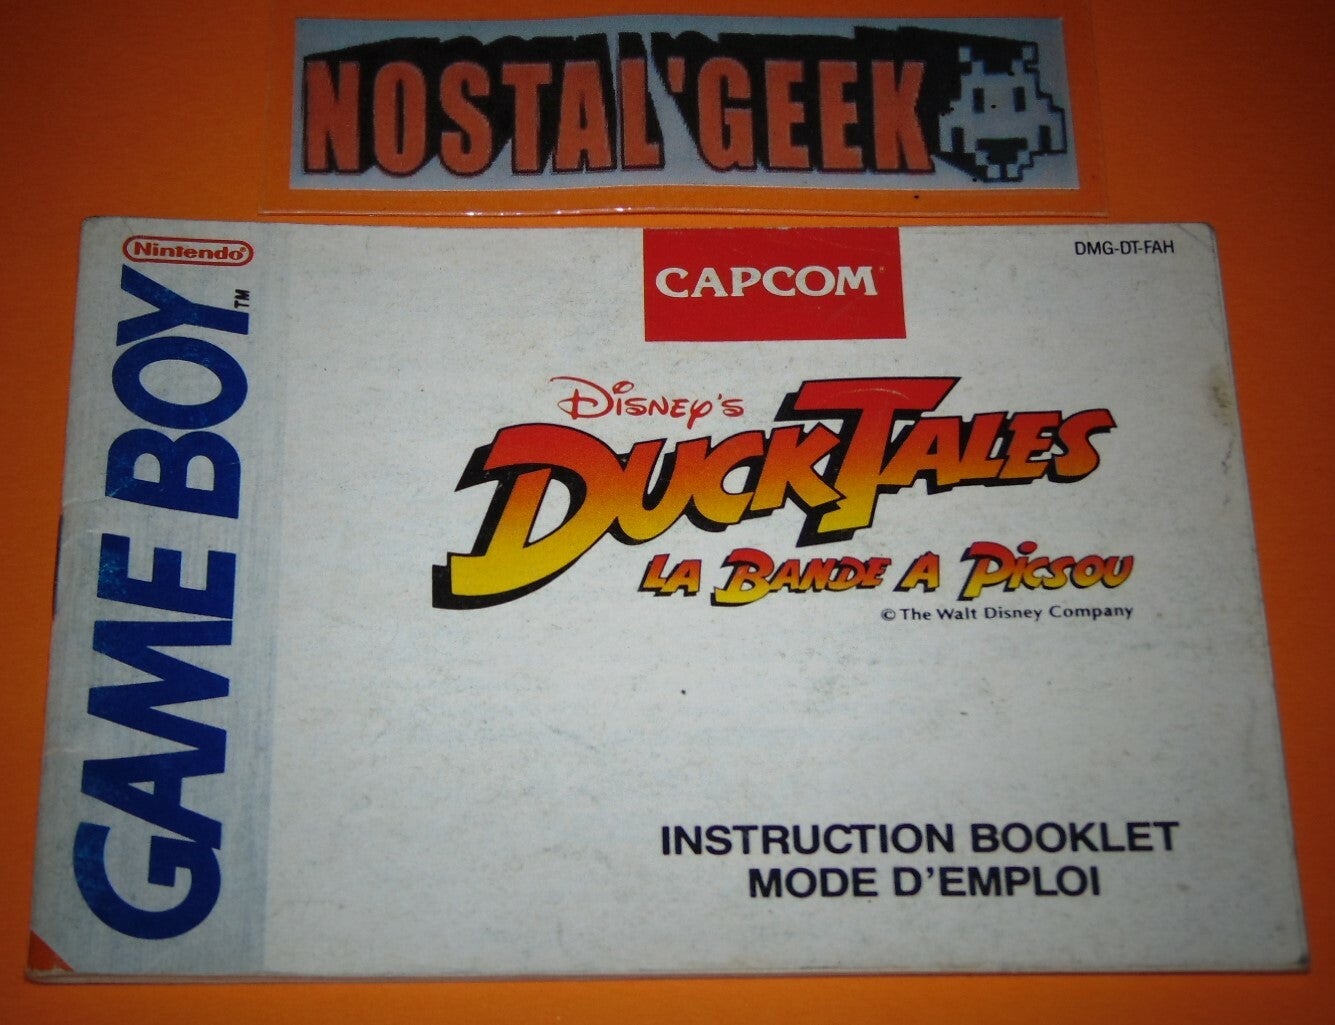 NOSTAL'GEEK
Nintendo®
GAME BOY™
CAPCOM
DMG-DT-FAH
DISNEY'S
DUCKTALES
LA BANDE A PICSOU
© The Walt Disney Company
INSTRUCTION BOOKLET
MODE D'EMPLOI